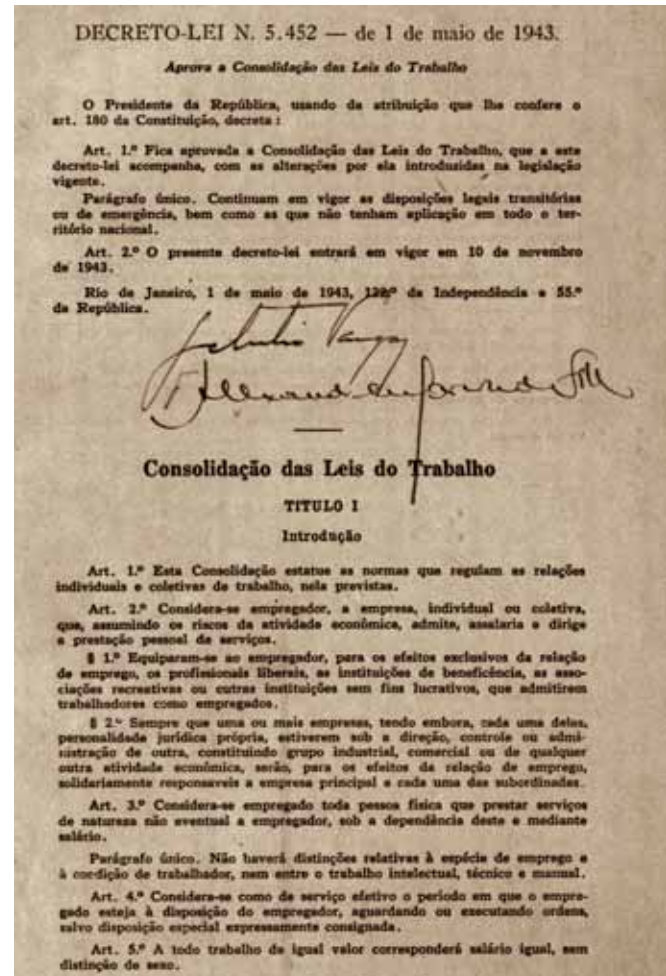 DECRETO-LEI N. 5.452 — de 1 de maio de 1943.
Aprova a Consolidação das Leis do Trabalho
O Presidente da República, usando da atribuição que lhe confere o
art. 180 da Constituição, decreta :
Art. 1.º Fica aprovada a Consolidação das Leis do Trabalho, que a este
decreto-lei acompanha, com as alterações por ela introduzidas na legislação
vigente.
Parágrafo único. Continuam em vigor as disposições legais transitórias
ou de emergência, bem como as que não tenham aplicação em todo o ter-
ritório nacional.
Art. 2.º O presente decreto-lei entrará em vigor em 10 de novembro
de 1943.
Rio de Janeiro, 1 de maio de 1943, 122º da Independência e 55.º
da República.
Getulio Vargas
Alexandre Marcondes Filho
Consolidação das Leis do Trabalho
TITULO I
Introdução
Art. 1.º Esta Consolidação estatue as normas que regulam as relações
individuais e coletivas de trabalho, nela previstas.
Art. 2.º Considera-se empregador, a empresa, individual ou coletiva,
que, assumindo os riscos da atividade econômica, admite, assalaria e dirige
a prestação pessoal de serviços.
§ 1.º Equiparam-se ao empregador, para os efeitos exclusivos da relação
de emprego, os profissionais liberais, as instituições de beneficência, as asso-
ciações recreativas ou outras instituições sem fins lucrativos, que admitirem
trabalhadores como empregados.
§ 2.º Sempre que uma ou mais empresas, tendo embora, cada uma delas,
personalidade jurídica própria, estiverem sob a direção, controle ou admi-
nistração de outra, constituindo grupo industrial, comercial ou de qualquer
outra atividade econômica, serão, para os efeitos da relação de emprego,
solidariamente responsaveis a empresa principal e cada uma das subordinadas.
Art. 3.º Considera-se empregado toda pessoa física que prestar serviços
de natureza não eventual a empregador, sob a dependência deste e mediante
salário.
Parágrafo único. Não haverá distinções relativas à espécie de emprego e
à condição de trabalhador, nem entre o trabalho intelectual, técnico e manual.
Art. 4.º Considera-se como de serviço efetivo o período em que o empre-
gado esteja à disposição do empregador, aguardando ou executando ordens,
salvo disposição especial expressamente consignada.
Art. 5.º A todo trabalho de igual valor corresponderá salário igual, sem
distinção de sexo.